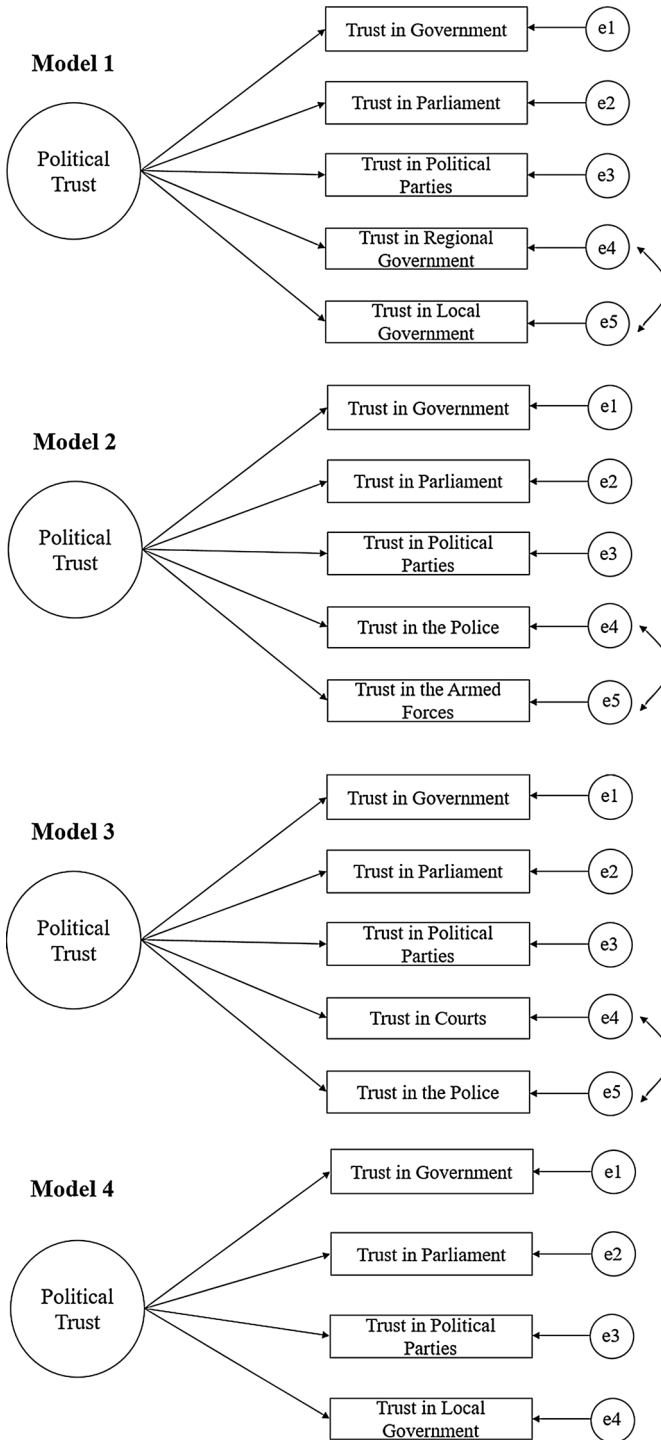 Model 1
Political
Trust
Trust in Government
e1
Trust in Parliament
e2
Trust in Political
Parties
e3
Trust in Regional
Government
e4
Trust in Local
Government
e5
Model 2
Political
Trust
Trust in Government
e1
Trust in Parliament
e2
Trust in Political
Parties
e3
Trust in the Police
e4
Trust in the Armed
Forces
e5
Model 3
Political
Trust
Trust in Government
e1
Trust in Parliament
e2
Trust in Political
Parties
e3
Trust in Courts
e4
Trust in the Police
e5
Model 4
Political
Trust
Trust in Government
e1
Trust in Parliament
e2
Trust in Political
Parties
e3
Trust in Local
Government
e4